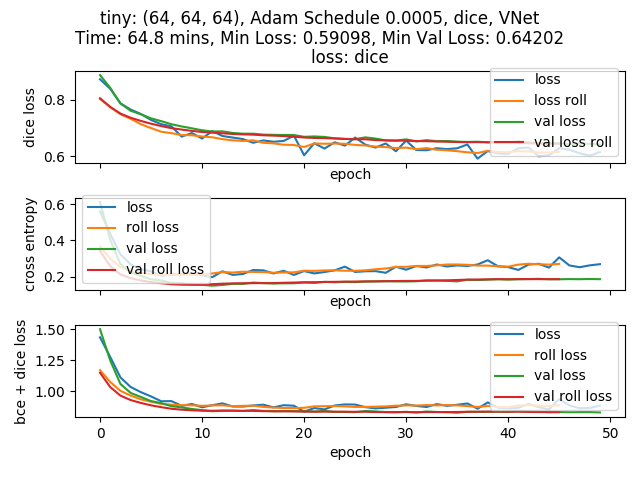 tiny: (64, 64, 64), Adam Schedule 0.0005, dice, VNet
Time: 64.8 mins, Min Loss: 0.59098, Min Val Loss: 0.64202
loss: dice
dice loss
0.8
0.6
loss
loss roll
val loss
val loss roll
epoch
cross entropy
0.6
0.4
0.2
loss
roll loss
val loss
val roll loss
epoch
bce + dice loss
1.50
1.25
1.00
loss
roll loss
val loss
val roll loss
0
10
20
30
40
50
epoch